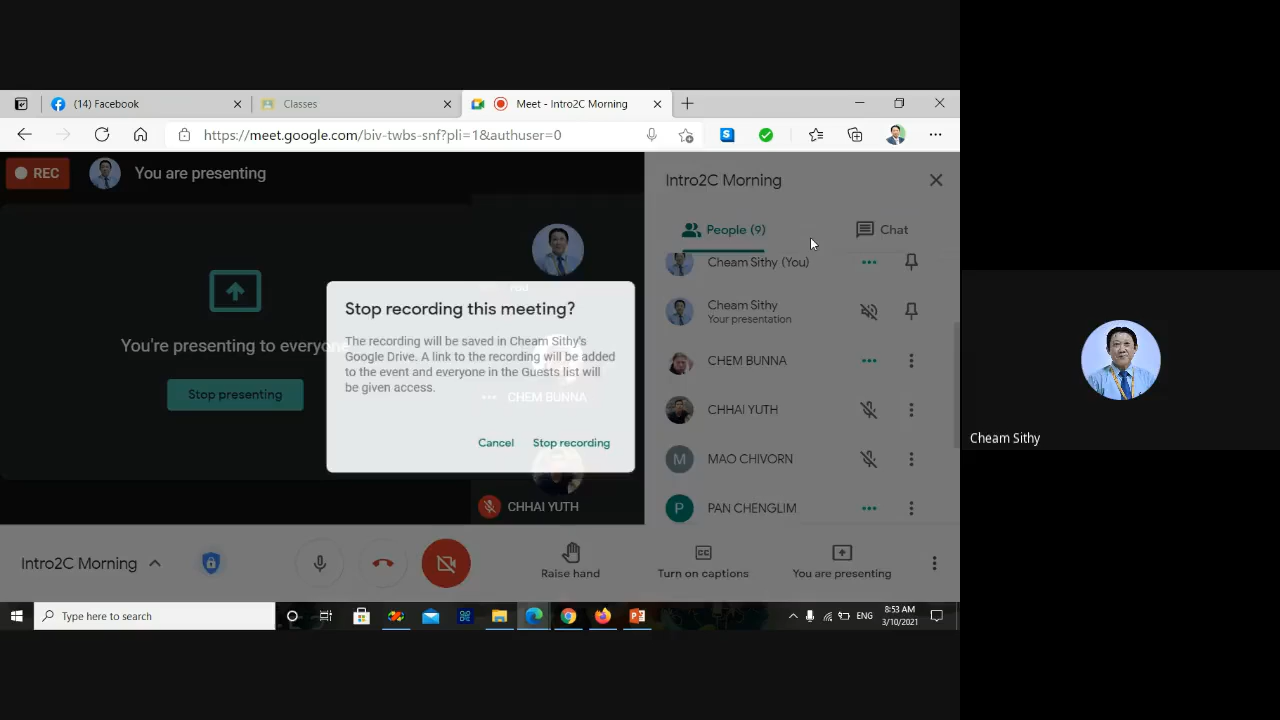 (14) Facebook
Classes
Meet - Intro2C Morning
https://meet.google.com/biv-twbs-snf?pli=1&authuser=0
REC
You are presenting
Intro2C Morning
People (9)
Chat
Cheam Sithy (You)
Cheam Sithy
Your presentation
CHEM BUNNA
CHHAI YUTH
M
MAO CHIVORN
P
PAN CHENGLIM
You're presenting to everyone
Stop presenting
You
CHEM BUNNA
CHHAI YUTH
Stop recording this meeting?
The recording will be saved in Cheam Sithy's
Google Drive. A link to the recording will be added
to the event and everyone in the Guests list will
be given access.
Cancel
Stop recording
Cheam Sithy
Intro2C Morning
Raise hand
CC
Turn on captions
You are presenting
Type here to search
ENG
8:53 AM
3/10/2021